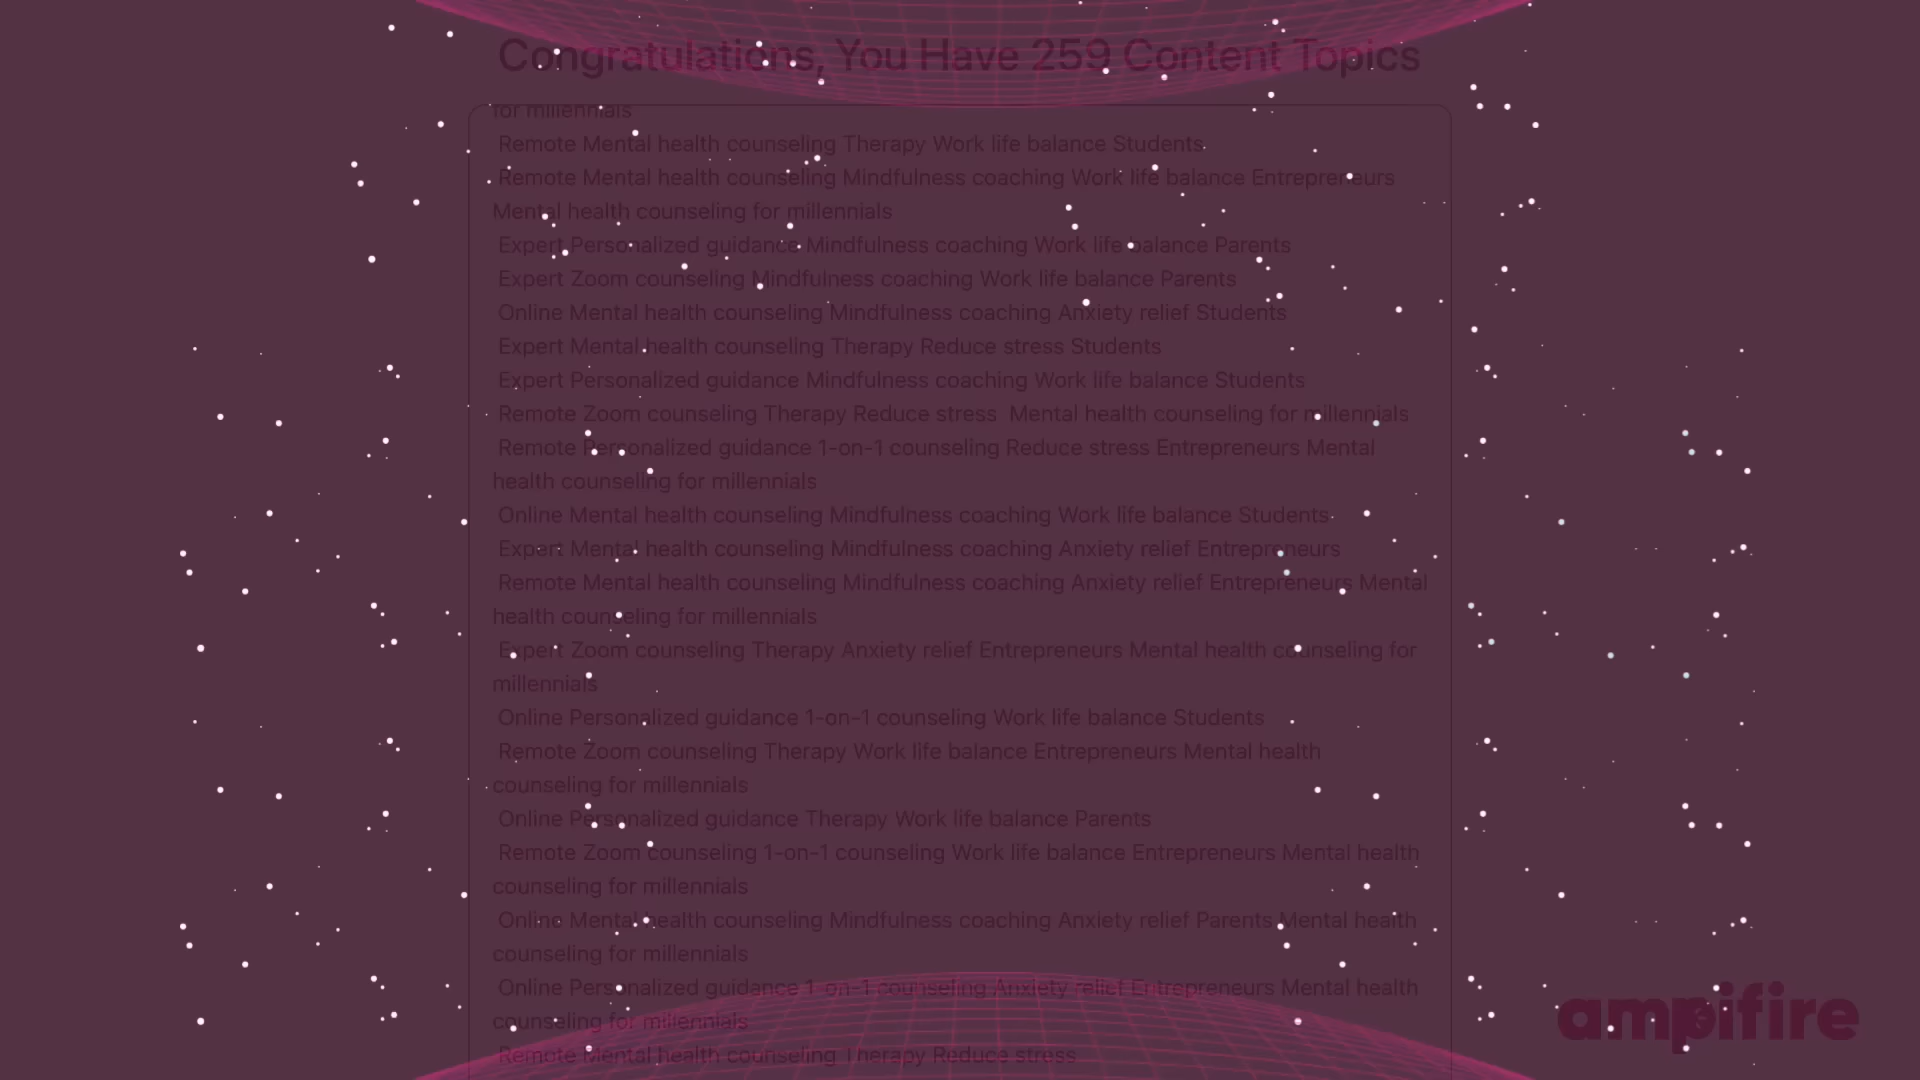 Congratulations, You Have 259 Content Topics
for millennials
Remote Mental health counseling Therapy Work life balance Students
Remote Mental health counseling Mindfulness coaching Work life balance Entrepreneurs
Mental health counseling for millennials
Expert Personalized guidance Mindfulness coaching Work life balance Parents
Expert Zoom counseling Mindfulness coaching Work life balance Parents
Online Mental health counseling Mindfulness coaching Anxiety relief Students
Expert Mental health counseling Therapy Reduce stress Students
Expert Personalized guidance Mindfulness coaching Work life balance Students
Remote Zoom counseling Therapy Reduce stress  Mental health counseling for millennials
Remote Personalized guidance 1-on-1 counseling Reduce stress Entrepreneurs Mental
health counseling for millennials
Online Mental health counseling Mindfulness coaching Work life balance Students
Expert Mental health counseling Mindfulness coaching Anxiety relief Entrepreneurs
Remote Mental health counseling Mindfulness coaching Anxiety relief Entrepreneurs Mental
health counseling for millennials
Expert Zoom counseling Therapy Anxiety relief Entrepreneurs Mental health counseling for
millennials
Online Personalized guidance 1-on-1 counseling Work life balance Students
Remote Zoom counseling Therapy Work life balance Entrepreneurs Mental health
counseling for millennials
Online Personalized guidance Therapy Work life balance Parents
Remote Zoom counseling 1-on-1 counseling Work life balance Entrepreneurs Mental health
counseling for millennials
Online Mental health counseling Mindfulness coaching Anxiety relief Parents Mental health
counseling for millennials
Online Personalized guidance 1-on-1 counseling Anxiety relief Entrepreneurs Mental health
counseling for millennials
Remote Mental health counseling Therapy Reduce stress
ampifire